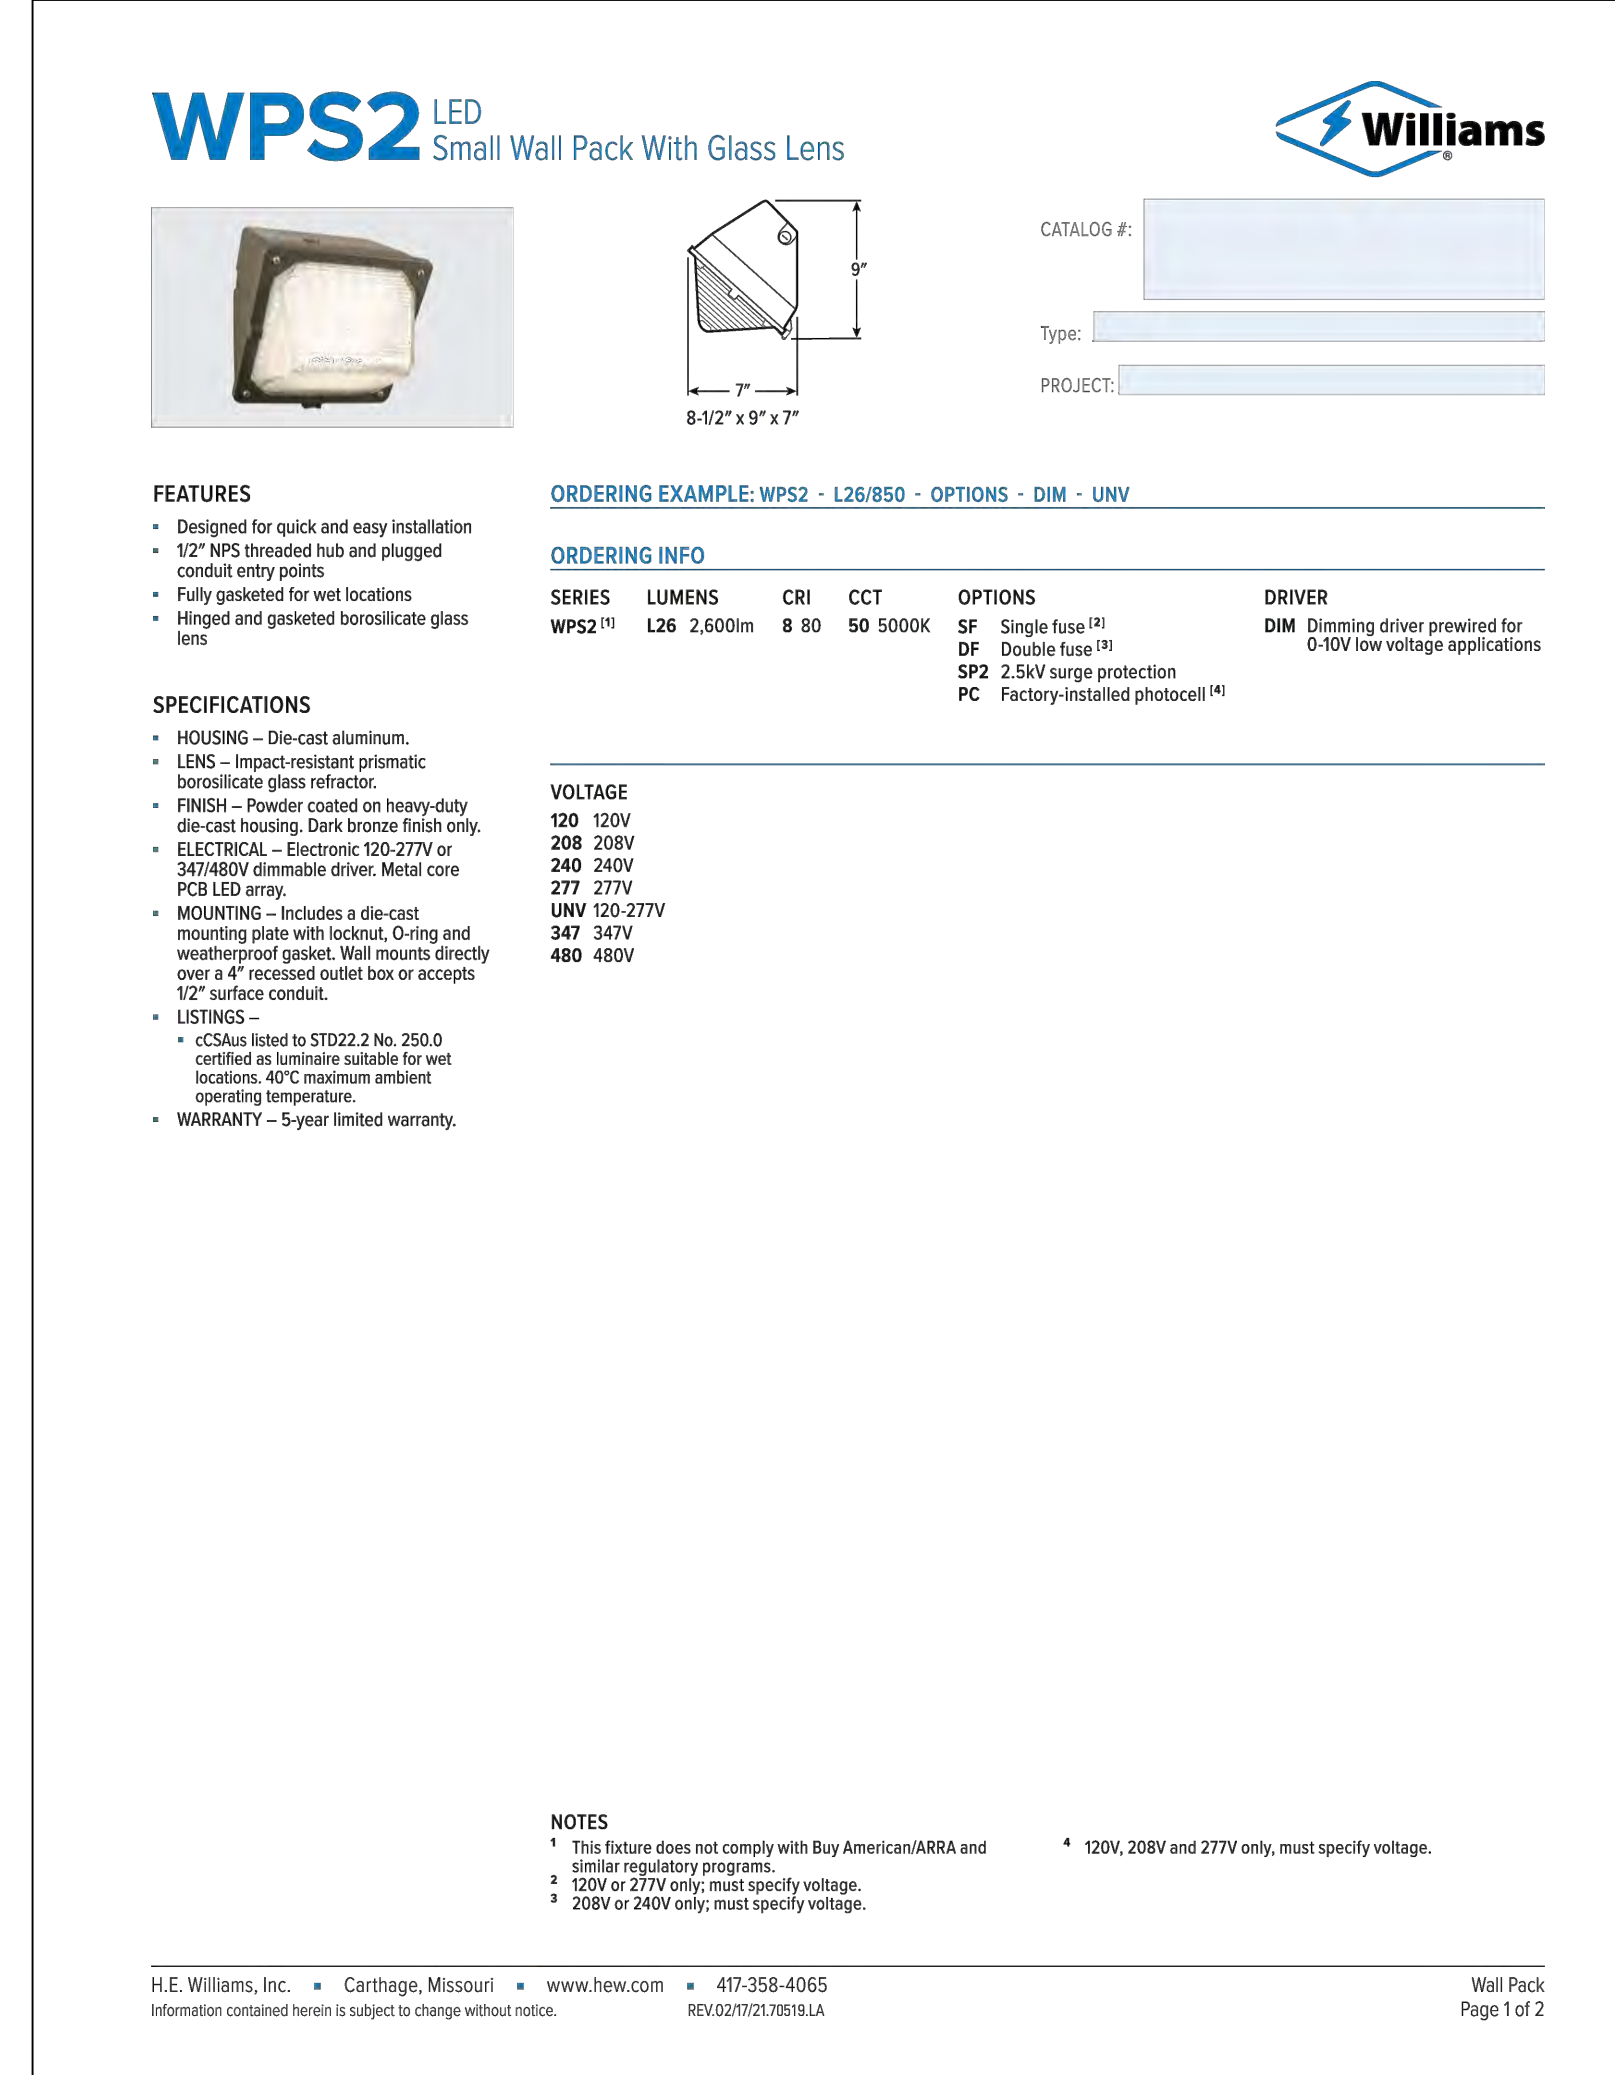 WPS2 LED
Small Wall Pack With Glass Lens
Williams
®
9″
7″
8-1/2″ x 9″ x 7″
CATALOG #:
Type:
PROJECT:
FEATURES
▪ Designed for quick and easy installation
▪ 1/2″ NPS threaded hub and plugged
conduit entry points
▪ Fully gasketed for wet locations
▪ Hinged and gasketed borosilicate glass
lens
SPECIFICATIONS
▪ HOUSING – Die-cast aluminum.
▪ LENS – Impact-resistant prismatic
borosilicate glass refractor.
▪ FINISH – Powder coated on heavy-duty
die-cast housing. Dark bronze finish only.
▪ ELECTRICAL – Electronic 120-277V or
347/480V dimmable driver. Metal core
PCB LED array.
▪ MOUNTING – Includes a die-cast
mounting plate with locknut, O-ring and
weatherproof gasket. Wall mounts directly
over a 4″ recessed outlet box or accepts
1/2″ surface conduit.
▪ LISTINGS –
▪ cCSAus listed to STD22.2 No. 250.0
certified as luminaire suitable for wet
locations. 40°C maximum ambient
operating temperature.
▪ WARRANTY – 5-year limited warranty.
ORDERING EXAMPLE: WPS2 - L26/850 - OPTIONS - DIM - UNV
ORDERING INFO
SERIES LUMENS CRI CCT OPTIONS DRIVER
WPS2 [1] L26 2,600lm 8 80 50 5000K SF Single fuse [2] DIM Dimming driver prewired for
DF Double fuse [3] 0-10V low voltage applications
SP2 2.5kV surge protection
PC Factory-installed photocell [4]
VOLTAGE
120 120V
208 208V
240 240V
277 277V
UNV 120-277V
347 347V
480 480V
NOTES
1 This fixture does not comply with Buy American/ARRA and
similar regulatory programs.
2 120V or 277V only; must specify voltage.
3 208V or 240V only; must specify voltage.
4 120V, 208V and 277V only, must specify voltage.
H.E. Williams, Inc. ▪ Carthage, Missouri ▪ www.hew.com ▪ 417-358-4065
Information contained herein is subject to change without notice. REV.02/17/21.70519.LA
Wall Pack
Page 1 of 2